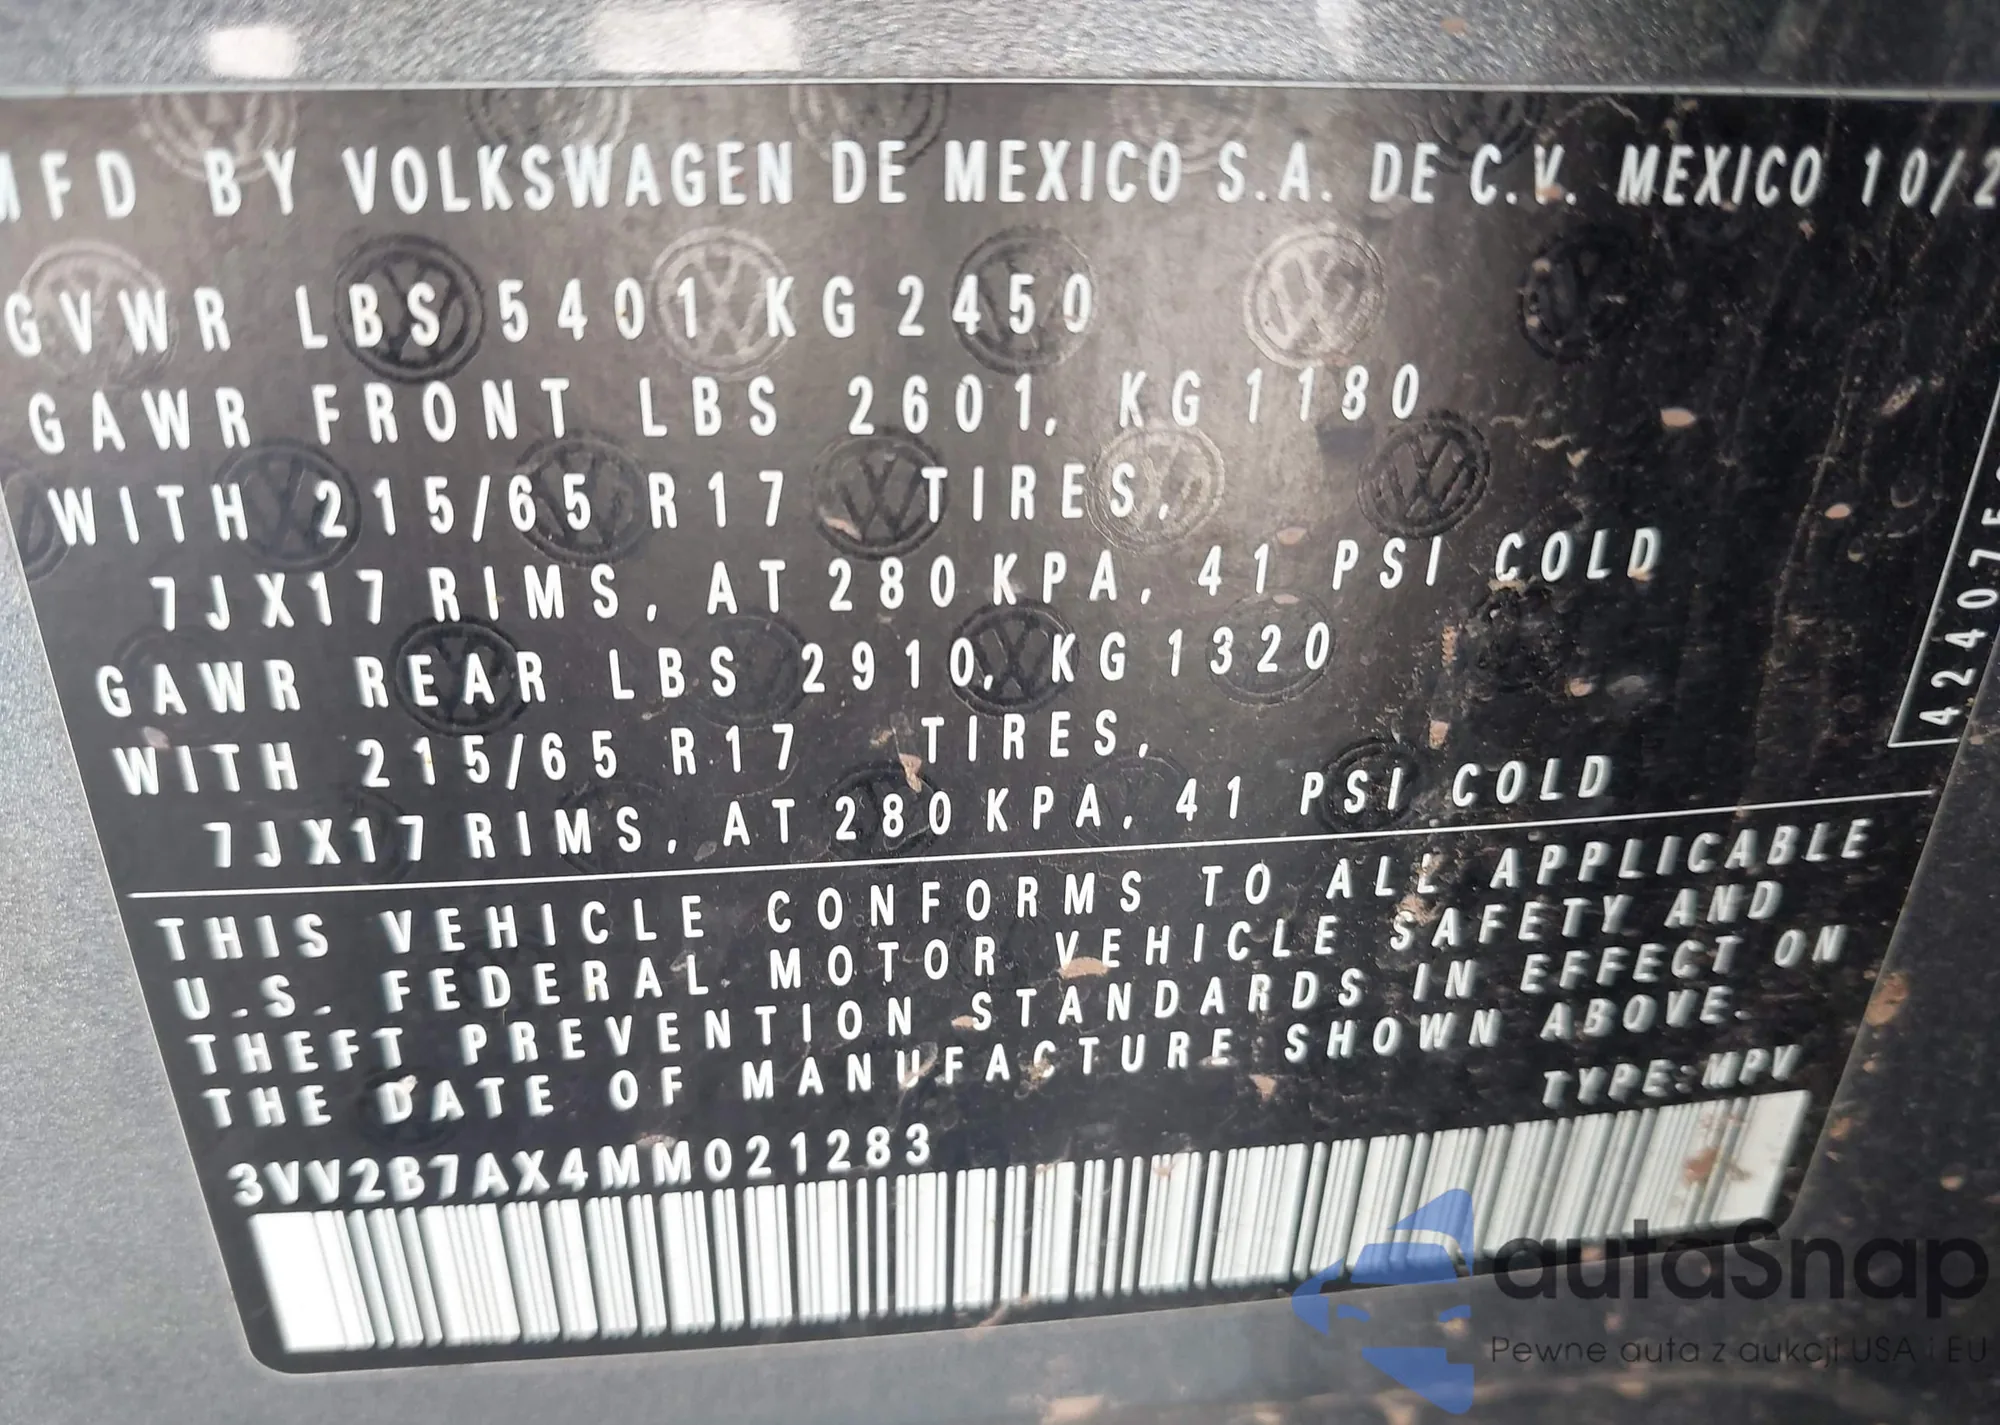 MFD BY VOLKSWAGEN DE MEXICO S.A. DE C.V. MEXICO 10/2
GVWR LBS 5401 KG 2450
GAWR FRONT LBS 2601, KG 1180
WITH 215/65 R17 TIRES,
7JX17 RIMS, AT 280 KPA, 41 PSI COLD
GAWR REAR LBS 2910, KG 1320
WITH 215/65 R17 TIRES,
7JX17 RIMS, AT 280 KPA, 41 PSI COLD
THIS VEHICLE CONFORMS TO ALL APPLICABLE
U.S. FEDERAL MOTOR VEHICLE SAFETY AND
THEFT PREVENTION STANDARDS IN EFFECT ON
THE DATE OF MANUFACTURE SHOWN ABOVE.
TYPE:MPV
3VV2B7AX4MM021283
424075
autaSnap
Pewne auta z aukcji USA i EU